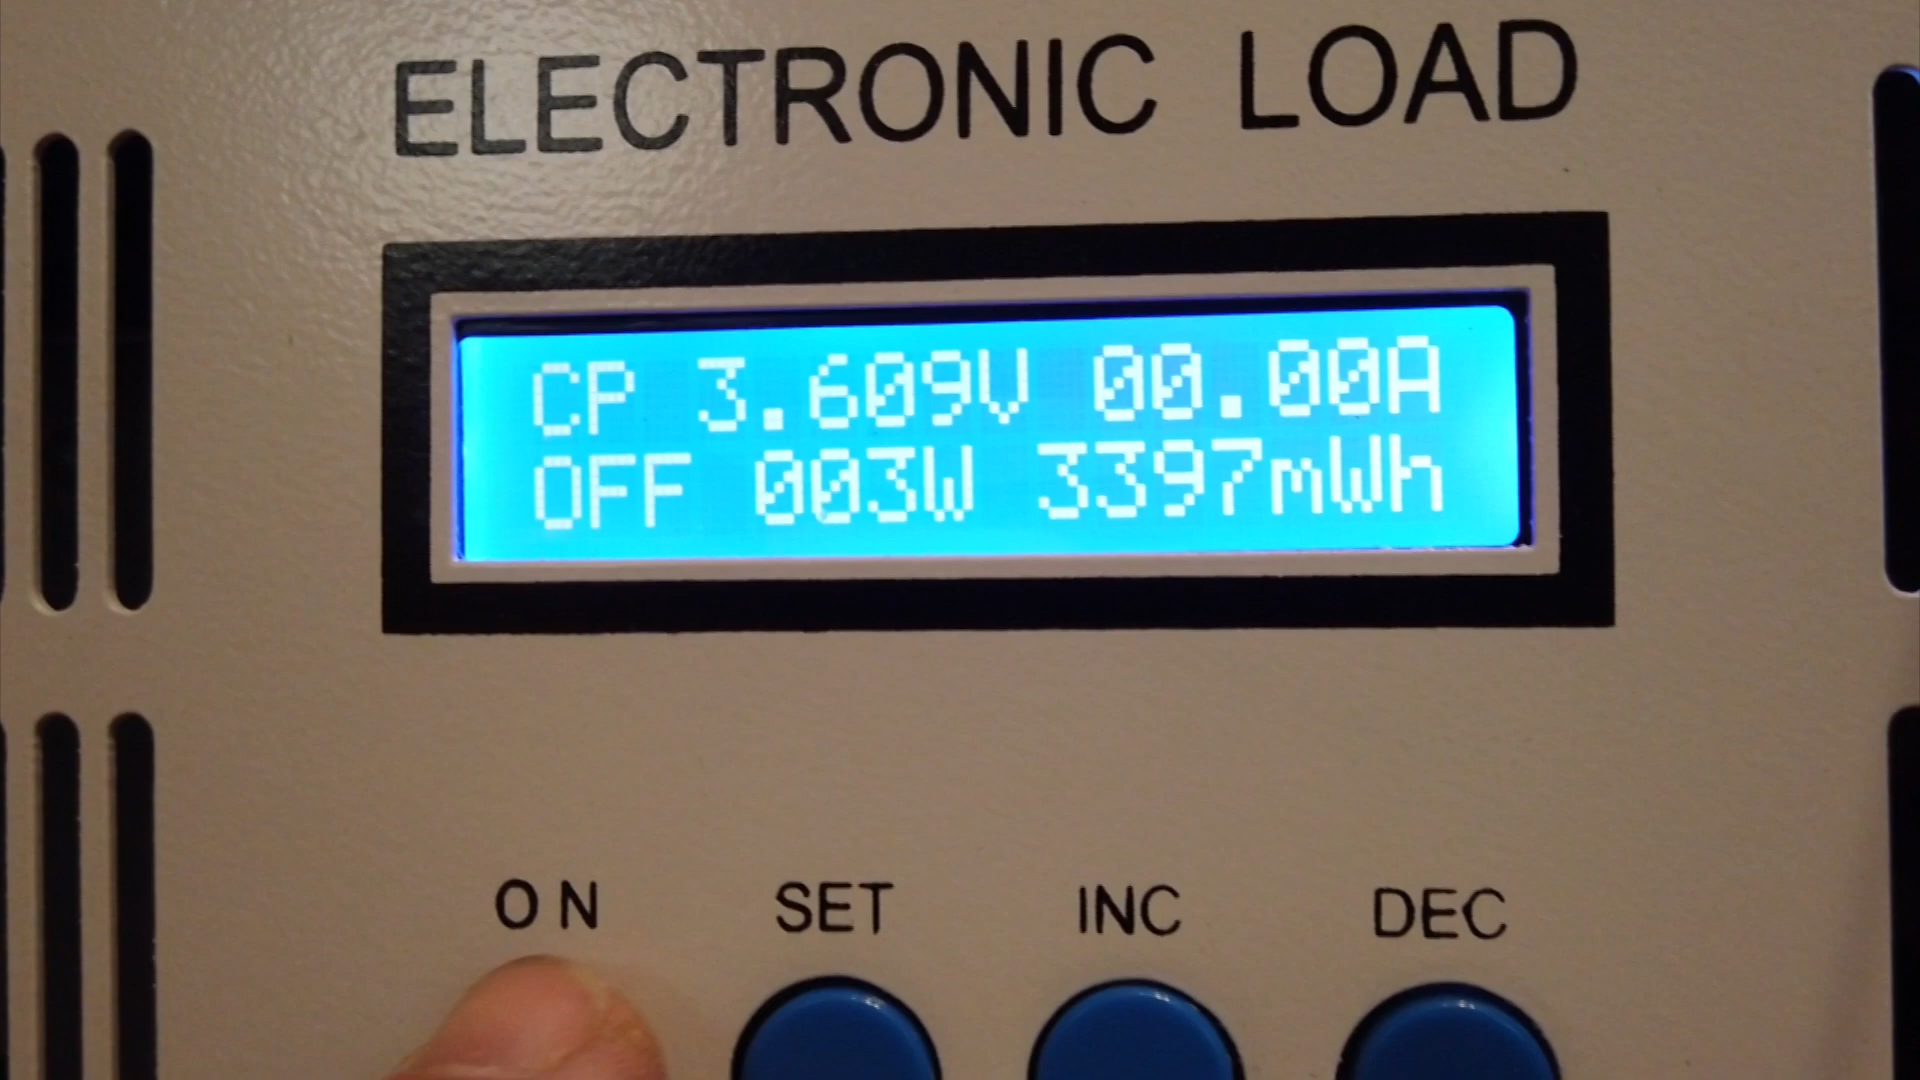 ELECTRONIC LOAD
CP 3.609V 00.00A
OFF 003W 3397mWh
ON SET INC DEC